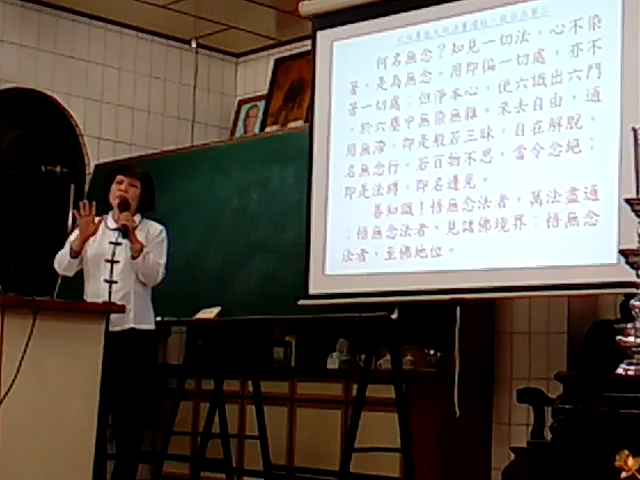 何名無念?知見一切法,心不染
著,是為無念。用即徧一切處,亦不
著一切處;但淨本心,使六識出六門
,於六塵中無染無雜,來去自由,通
用無滯,即是般若三昧,自在解脫,
名無念行。若百物不思,當令念絕;
即是法縛,即名邊見。
善知識!悟無念法者,萬法盡通
;悟無念法者,見諸佛境界;悟無念
法者,至佛地位。